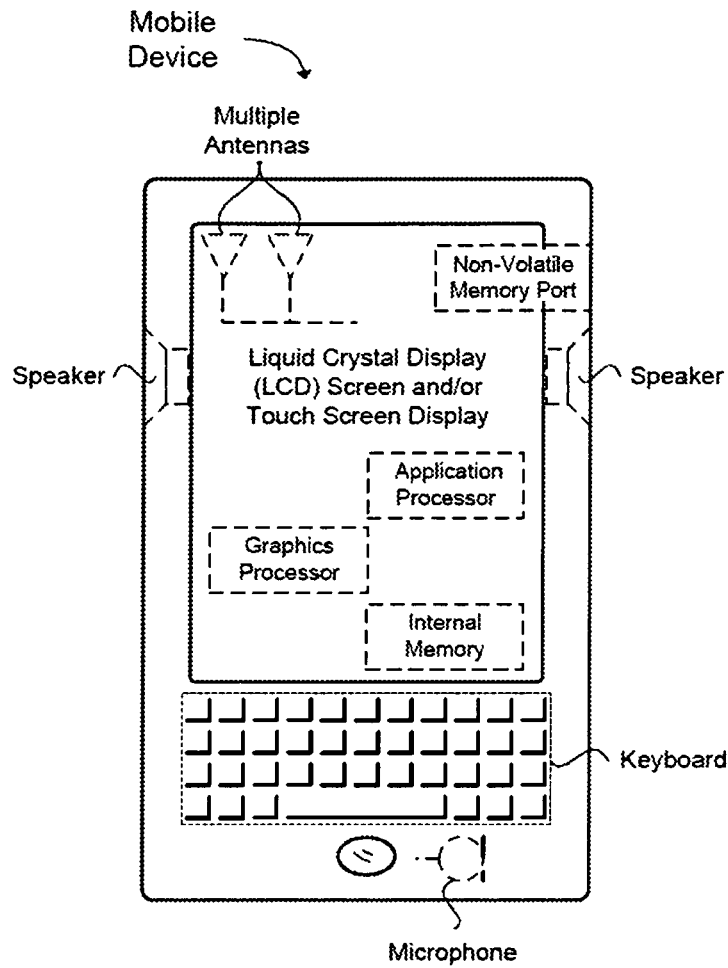 Mobile
Device
Multiple
Antennas
Non-Volatile
Memory Port
Speaker
Liquid Crystal Display
(LCD) Screen and/or
Touch Screen Display
Speaker
Application
Processor
Graphics
Processor
Internal
Memory
Keyboard
Microphone